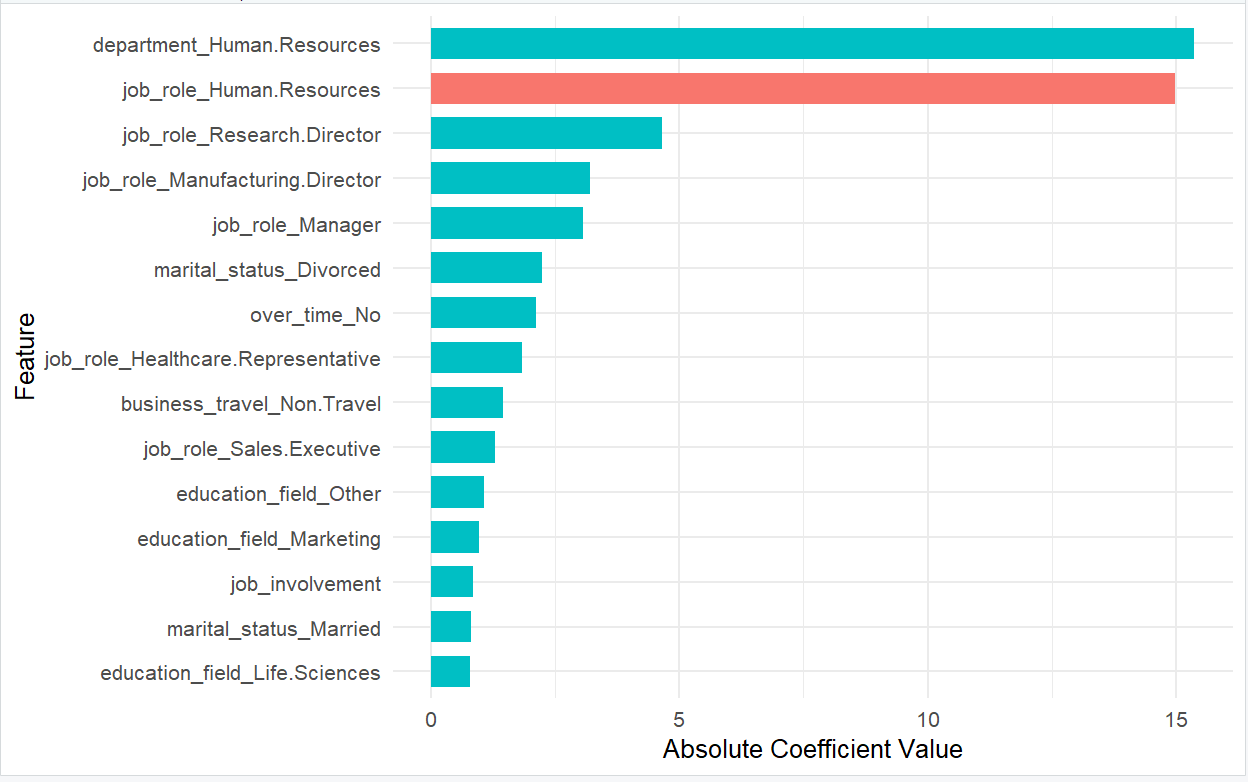 department_Human.Resources
job_role_Human.Resources
job_role_Research.Director
job_role_Manufacturing.Director
job_role_Manager
marital_status_Divorced
over_time_No
job_role_Healthcare.Representative
business_travel_Non.Travel
job_role_Sales.Executive
education_field_Other
education_field_Marketing
job_involvement
marital_status_Married
education_field_Life.Sciences
Feature
0 5 10 15
Absolute Coefficient Value